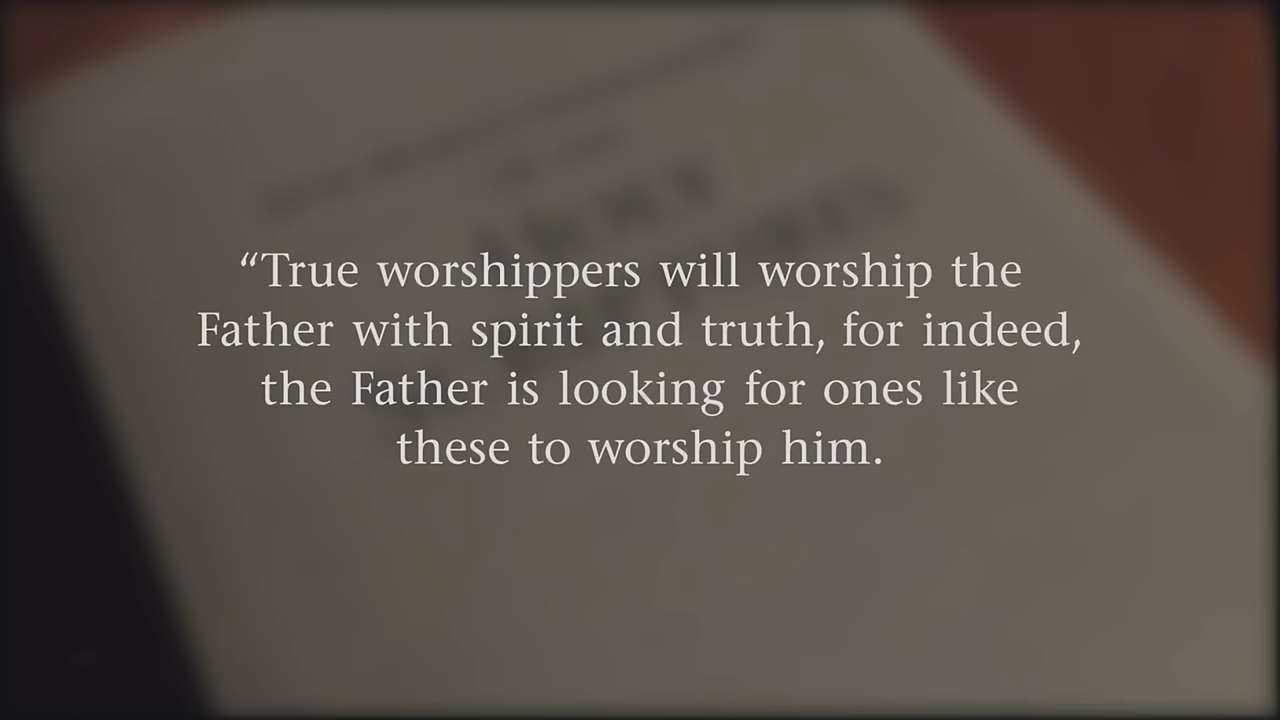 “True worshippers will worship the
Father with spirit and truth, for indeed,
the Father is looking for ones like
these to worship him.